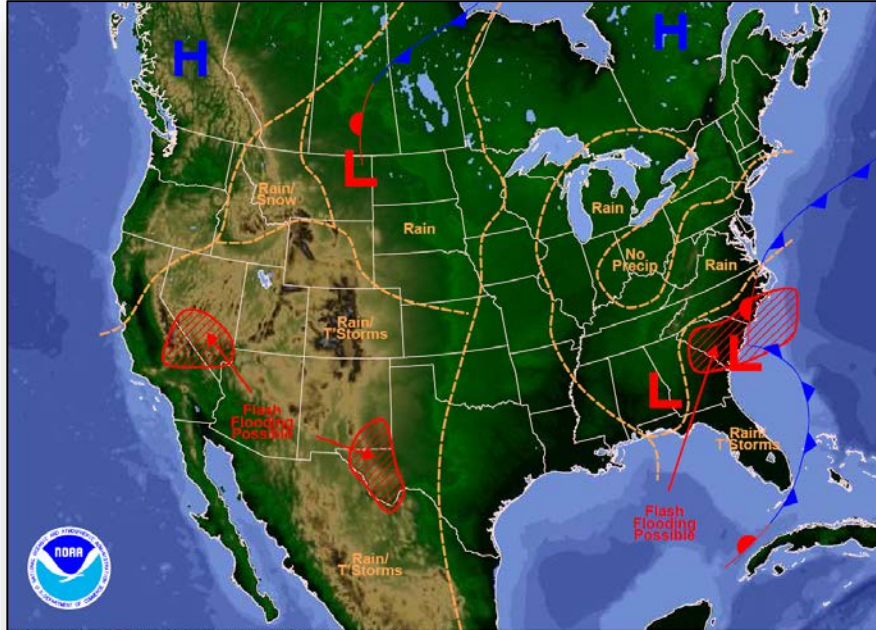 H
H
L
Rain/
Snow
Rain
Rain
No
Precip
Rain
Rain/
T'Storms
L
L
Flash
Flooding
Possible
Rain/
T'Storms
Flash
Flooding
Possible
Rain/
T'Storms
NOAA